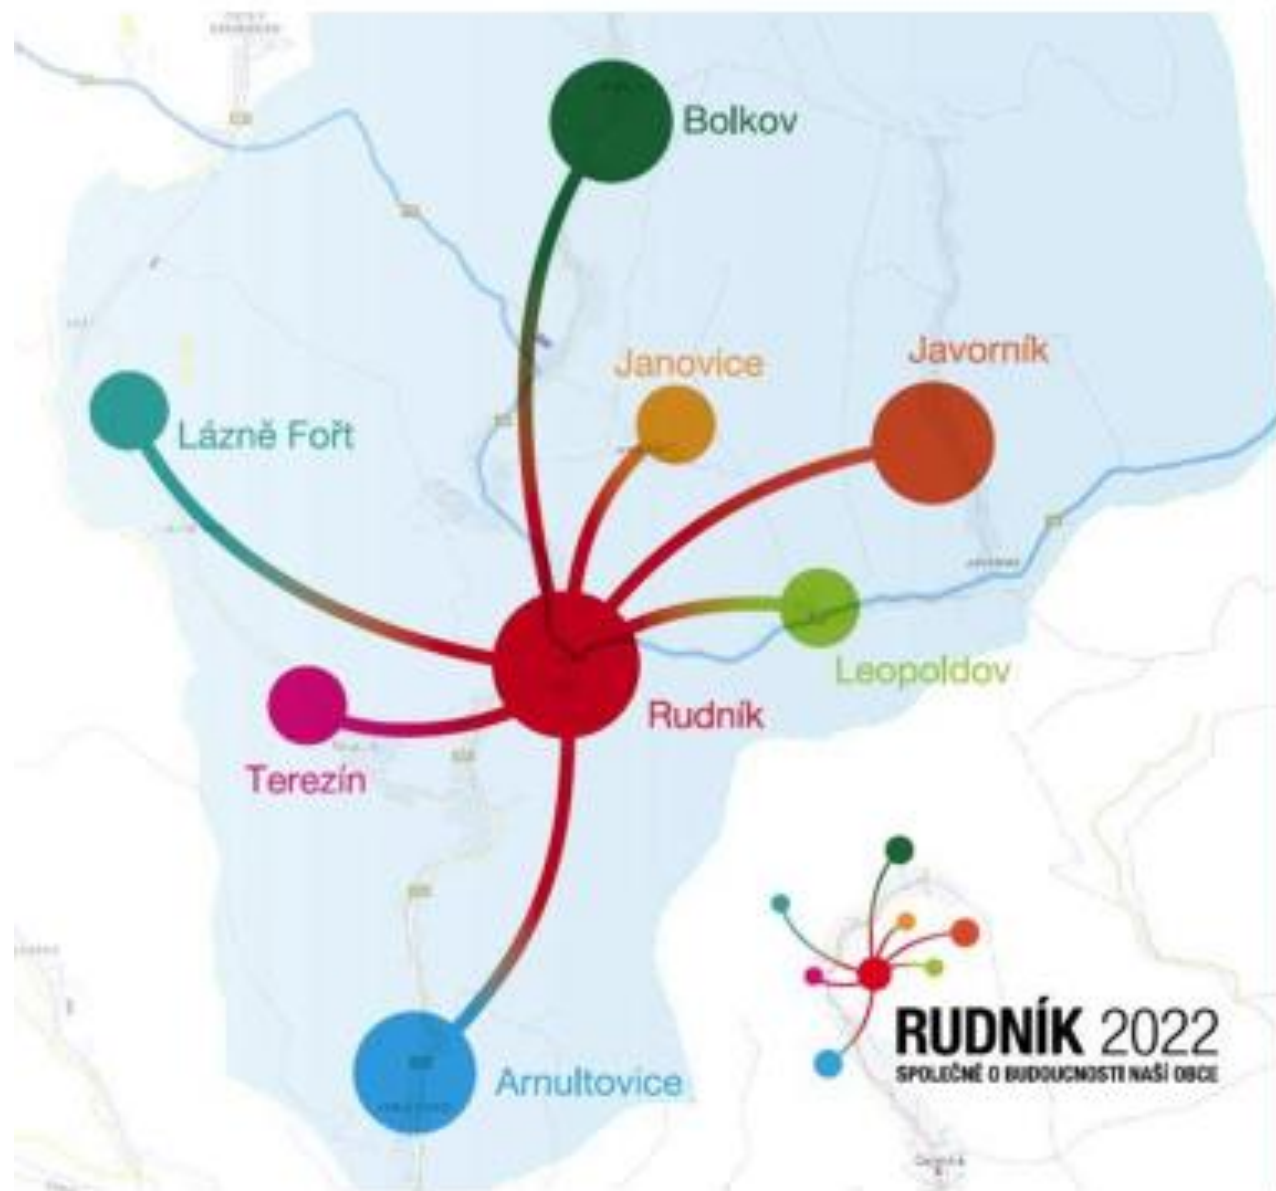 Bolkov
Janovice
Javorník
Lázně Fořt
Leopoldov
Rudník
Terezín
Arnultovice
RUDNÍK 2022
SPOLEČNĚ O BUDOUCNOSTI NAŠÍ OBCE